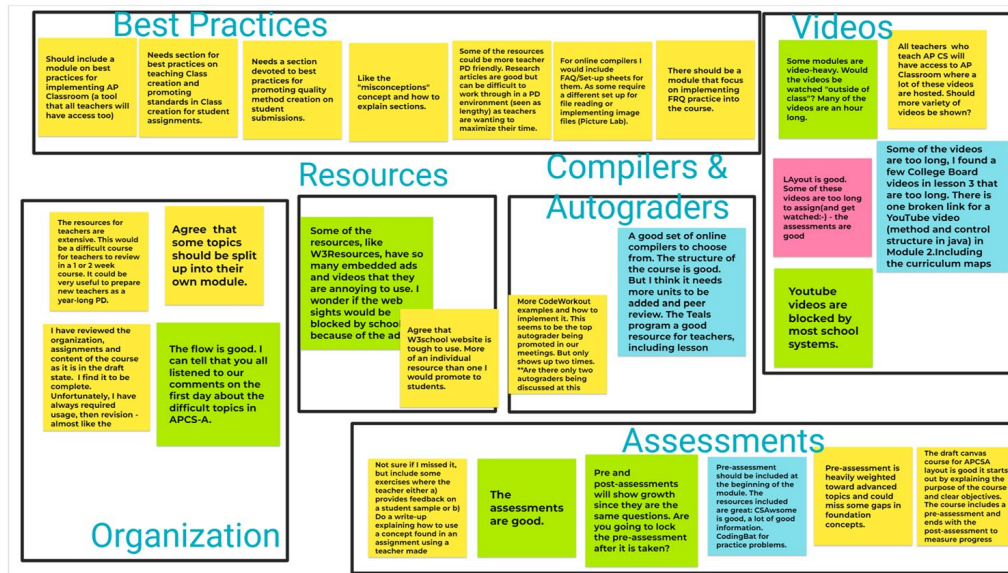 Best Practices
Should include a
module on best
practices for
implementing AP
Classroom (a tool
that all teachers will
have access too)
Needs section for
best practices on
teaching Class
creation and
promoting
standards in Class
creation for student
assignments.
Needs a section
devoted to best
practices for
promoting quality
method creation on
student
submissions.
Like the
"misconceptions"
concept and how to
explain sections.
Some of the resources
could be more teacher
PD friendly. Research
articles are good but
can be difficult to
work through in a PD
environment (seen as
lengthy) as teachers
are wanting to
maximize their time.
For online compilers I
would include
FAQ/Set-up sheets for
them. As some require
a different set up for
file reading or
implementing image
files (Picture Lab).
There should be a
module that focus
on implementing
FRQ practice into
the course.
Videos
Some modules are
video-heavy. Would
the videos be
watched "outside of
class"? Many of the
videos are an hour
long.
All teachers who
teach AP CS will
have access to AP
Classroom where a
lot of these videos
are hosted. Should
more variety of
videos be shown?
LAyout is good.
Some of these
videos are too long
to assign(and get
watched:-) - the
assessments are
good
Some of the videos
are too long, I found a
few College Board
videos in lesson 3 that
are too long. There is
one broken link for a
YouTube video
(method and control
structure in java) in
Module 2.Including
the curriculum maps
Youtube
videos are
blocked by
most school
systems.
Resources
Some of the
resources, like
W3Resources, have
so many embedded ads
and videos that they
are annoying to use. I
wonder if the web
sights would be
blocked by school
because of the ad
Agree that
W3school website is
tough to use. More
of an individual
resource than one I
would promote to
students.
Compilers &
Autograders
A good set of online
compilers to choose
from. The structure of
the course is good.
But I think it needs
more units to be
added and peer
review. The Teals
program a good
resource for teachers,
including lesson
More CodeWorkout
examples and how to
implement it. This
seems to be the top
autograder being
promoted in our
meetings. But only
shows up two times.
**Are there only two
autograders being
discussed at this
The resources for
teachers are
extensive. This would
be a difficult course
for teachers to review
in a 1 or 2 week
course. It could be
very useful to prepare
new teachers as a
year-long PD.
Agree that
some topics
should be split
up into their
own module.
I have reviewed the
organization,
assignments and
content of the course
as it is in the draft
state. I find it to be
complete.
Unfortunately, I have
always required
usage, then revision -
almost like the
The flow is good. I
can tell that you all
listened to our
comments on the
first day about the
difficult topics in
APCS-A.
Organization
Assessments
Not sure if I missed it,
but include some
exercises where the
teacher either a)
provides feedback on
a student sample or b)
Do a write-up
explaining how to use
a concept found in an
assignment using a
teacher made
The
assessments
are good.
Pre and
post-assessments
will show growth
since they are the
same questions. Are
you going to lock
the pre-assessment
after it is taken?
Pre-assessment
should be included at
the beginning of the
module. The
resources included
are great: CSAwsome
is good, a lot of good
information.
CodingBat for
practice problems.
Pre-assessment is
heavily weighted
toward advanced
topics and could
miss some gaps in
foundation
concepts.
The draft canvas
course for APCSA
layout is good it starts
out by explaining the
purpose of the course
and clear objectives.
The course includes a
pre-assessment and
ends with the
post-assessment to
measure progress